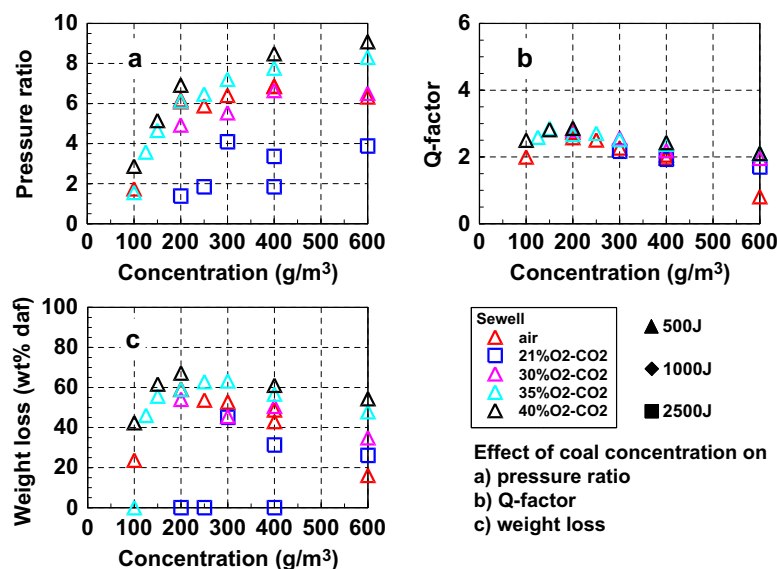 a
Pressure ratio
10
8
6
4
2
0
0 100 200 300 400 500 600
Concentration (g/m³)
b
Q-factor
6
4
2
0
0 100 200 300 400 500 600
Concentration (g/m³)
c
Weight loss (wt% daf)
100
80
60
40
20
0
0 100 200 300 400 500 600
Concentration (g/m³)
Sewell
air
21%O2-CO2
30%O2-CO2
35%O2-CO2
40%O2-CO2
500J
1000J
2500J
Effect of coal concentration on
a) pressure ratio
b) Q-factor
c) weight loss